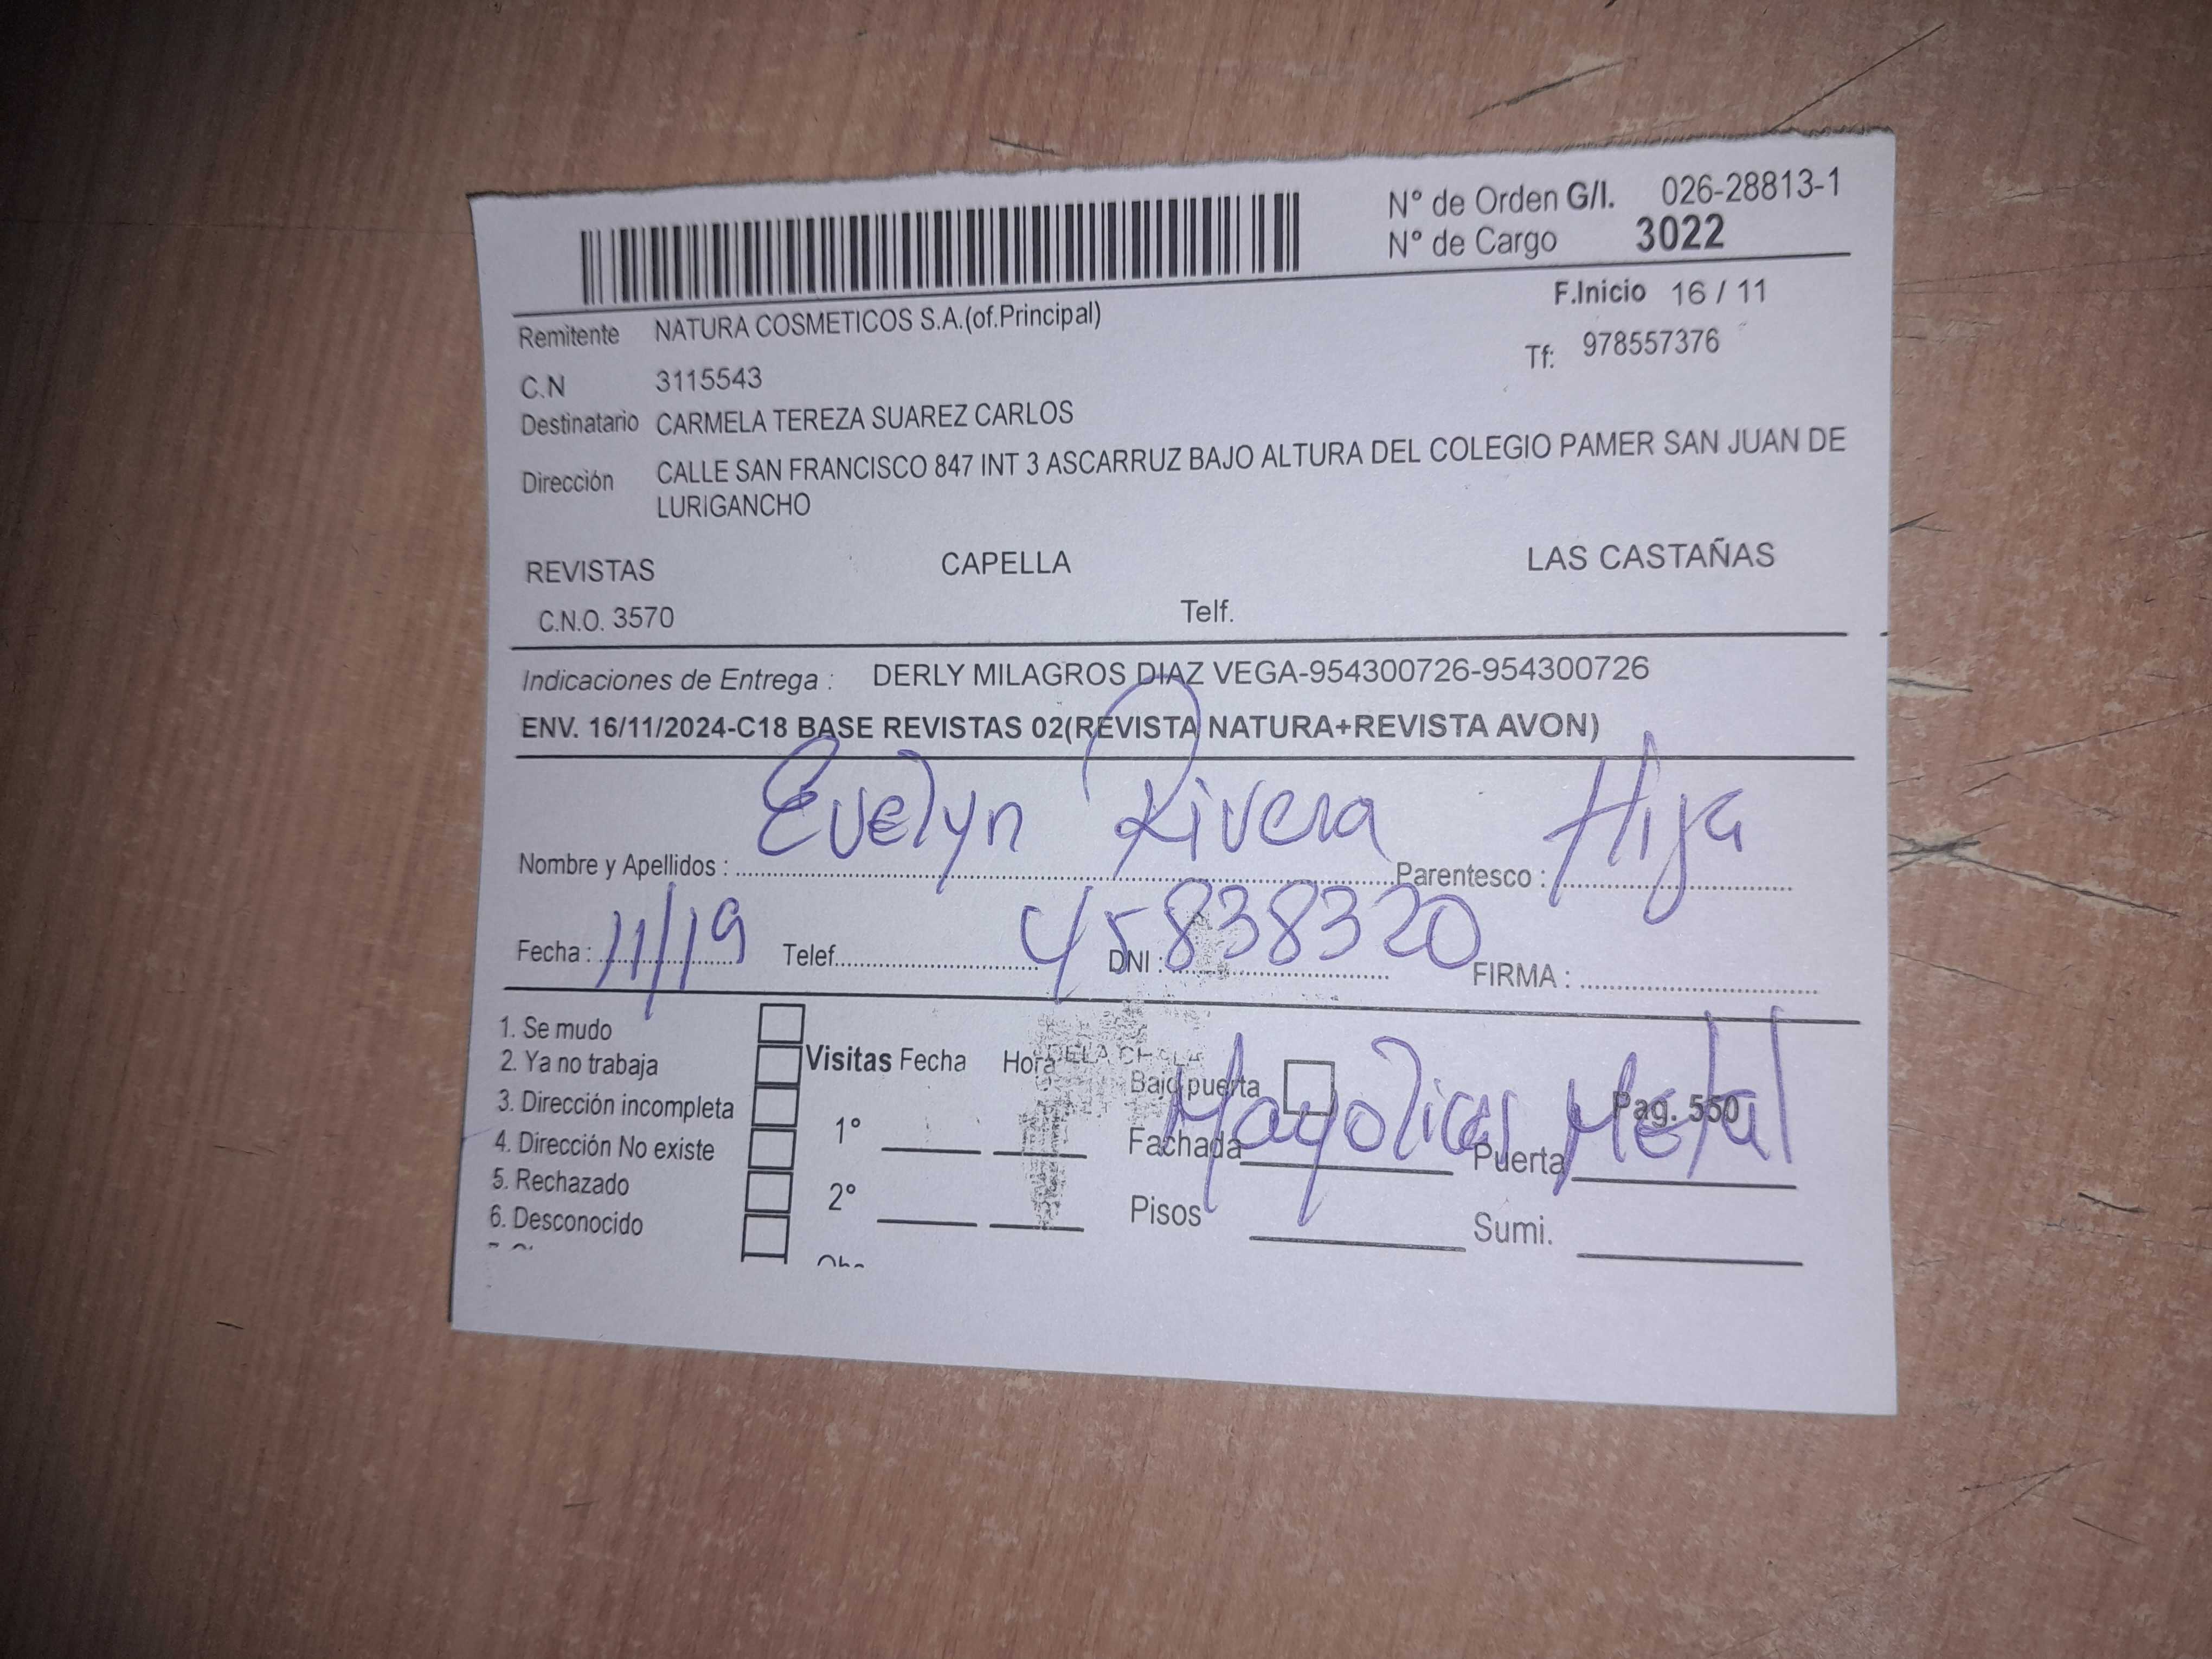 Nº de Orden G/I. 026-28813-1
Nº de Cargo 3022
F.Inicio 16 / 11
Remitente NATURA COSMETICOS S.A.(of.Principal)
Tf: 978557376
C.N 3115543
Destinatario CARMELA TEREZA SUAREZ CARLOS
Dirección CALLE SAN FRANCISCO 847 INT 3 ASCARRUZ BAJO ALTURA DEL COLEGIO PAMER SAN JUAN DE
LURIGANCHO
REVISTAS CAPELLA LAS CASTAÑAS
C.N.O. 3570 Telf.
Indicaciones de Entrega : DERLY MILAGROS DIAZ VEGA-954300726-954300726
ENV. 16/11/2024-C18 BASE REVISTAS 02(REVISTA NATURA+REVISTA AVON)
Nombre y Apellidos : Evelyn Rivera Parentesco : Hija
Fecha : 11/19 Telef. DNI : 45838320 FIRMA :
1. Se mudo
2. Ya no trabaja Visitas Fecha Hora Bajo puerta
3. Dirección incompleta Pag. 550
4. Dirección No existe 1° Fachada Mayolicas Puerta Metal
5. Rechazado
6. Desconocido 2° Pisos Sumi.